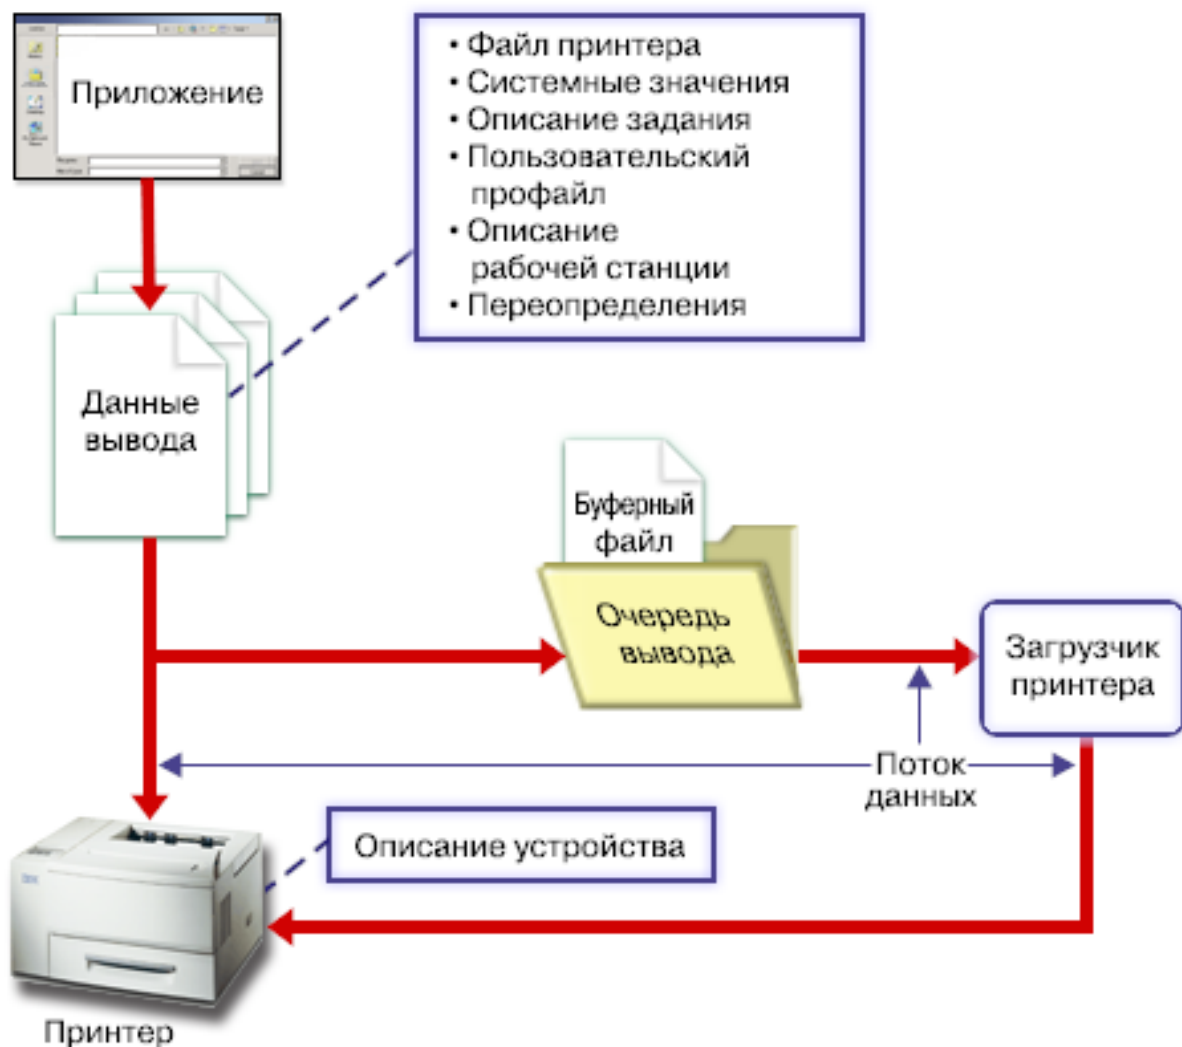 Приложение
• Файл принтера
• Системные значения
• Описание задания
• Пользовательский
профайл
• Описание
рабочей станции
• Переопределения
Данные
вывода
Буферный
файл
Очередь
вывода
Загрузчик
принтера
Поток
данных
Описание устройства
Принтер